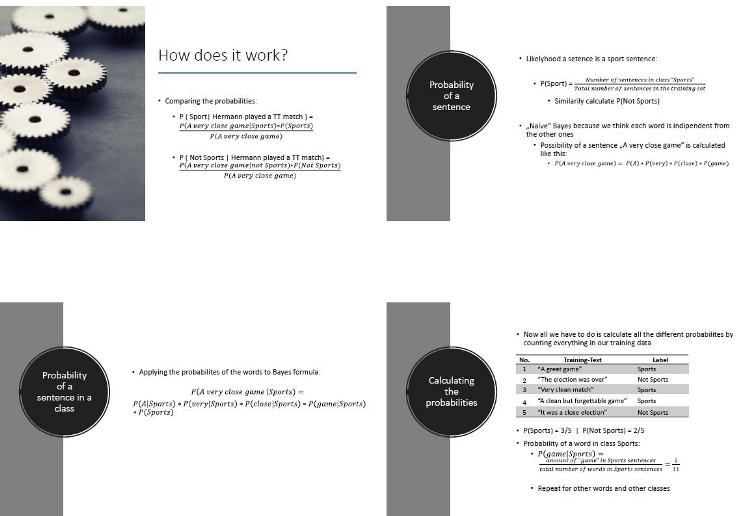 How does it work?
• Comparing the probabilities:
• P ( Sport| Hermann played a TT match ) =
P(A very close game|Sports)∗P(Sports)
P(A very close game)
• P ( Not Sports | Hermann played a TT match) =
P(A very close game|not Sports)∗P(Not Sports)
P(A very close game)
Probability
of a
sentence
• Likelyhood a setence is a sport sentence:
• P(Sport) = Number of sentences in class "Sports"
Total number of sentences in the training set
• Similarily calculate P(Not Sports)
• „Naive" Bayes because we think each word is indipendent from
the other ones
• Possibility of a sentence „A very close game" is calculated
like this:
• P(A very close game) = P(A) ∗ P(very) ∗ P(close) ∗ P(game)
Probability
of a
sentence in a
class
• Applying the probabilites of the words to Bayes formula:
P(A very close game |Sports) =
P(A|Sports) ∗ P(very|Sports) ∗ P(close|Sports) ∗ P(game|Sports)
∗ P(Sports)
Calculating
the
probabilities
• Now all we have to do is calculate all the different probabilites by
counting everything in our training data
No. Training-Text Label
1 "A great game" Sports
2 "The election was over" Not Sports
3 "Very clean match" Sports
4 "A clean but forgettable game" Sports
5 "It was a close election" Not Sports
• P(Sports) = 3/5 | P(Not Sports) = 2/5
• Probability of a word in class Sports:
• P(game|Sports) =
amount of "game" in Sports sentences
total number of words in Sports sentences = 2/11
• Repeat for other words and other classes